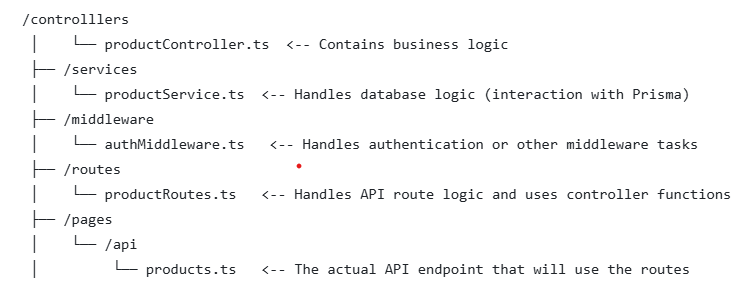 /controlllers
│    └── productController.ts  <-- Contains business logic
├── /services
│    └── productService.ts  <-- Handles database logic (interaction with Prisma)
├── /middleware
│    └── authMiddleware.ts   <-- Handles authentication or other middleware tasks
├── /routes
│    └── productRoutes.ts   <-- Handles API route logic and uses controller functions
├── /pages
│    └── /api
│         └── products.ts   <-- The actual API endpoint that will use the routes